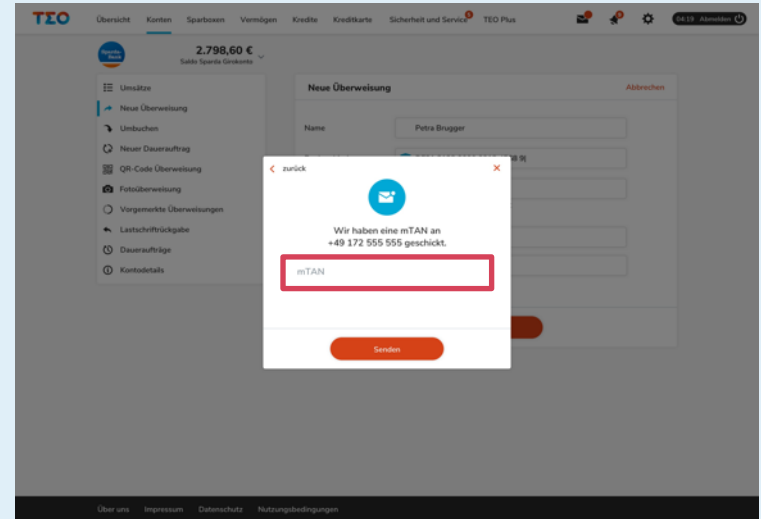 TEO
Übersicht Konten Sparboxen Vermögen Kredite Kreditkarte Sicherheit und Service TEO Plus
04:19 Abmelden
Sparda-Bank
2.798,60 €
Saldo Sparda Girokonto
Umsätze
Neue Überweisung
Umbuchen
Neuer Dauerauftrag
QR-Code Überweisung
Fotoüberweisung
Vorgemerkte Überweisungen
Lastschriftrückgabe
Daueraufträge
Kontodetails
Neue Überweisung
Abbrechen
Name
Petra Brugger
zurück
Wir haben eine mTAN an
+49 172 555 555 geschickt.
mTAN
Senden
Über uns Impressum Datenschutz Nutzungsbedingungen